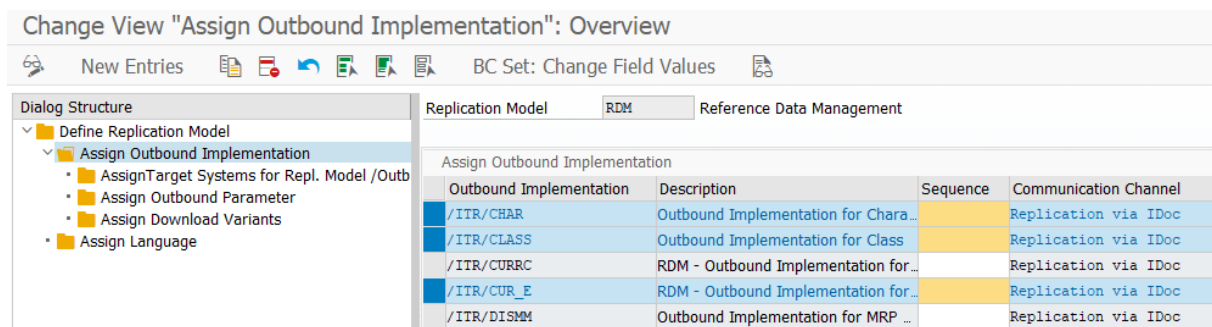 Change View "Assign Outbound Implementation": Overview
New Entries BC Set: Change Field Values
Dialog Structure
Define Replication Model
Assign Outbound Implementation
AssignTarget Systems for Repl. Model /Outb
Assign Outbound Parameter
Assign Download Variants
Assign Language
Replication Model RDM Reference Data Management
Assign Outbound Implementation
Outbound Implementation Description Sequence Communication Channel
/ITR/CHAR Outbound Implementation for Chara... Replication via IDoc
/ITR/CLASS Outbound Implementation for Class Replication via IDoc
/ITR/CURRC RDM - Outbound Implementation for... Replication via IDoc
/ITR/CUR_E RDM - Outbound Implementation for... Replication via IDoc
/ITR/DISMM Outbound Implementation for MRP ... Replication via IDoc